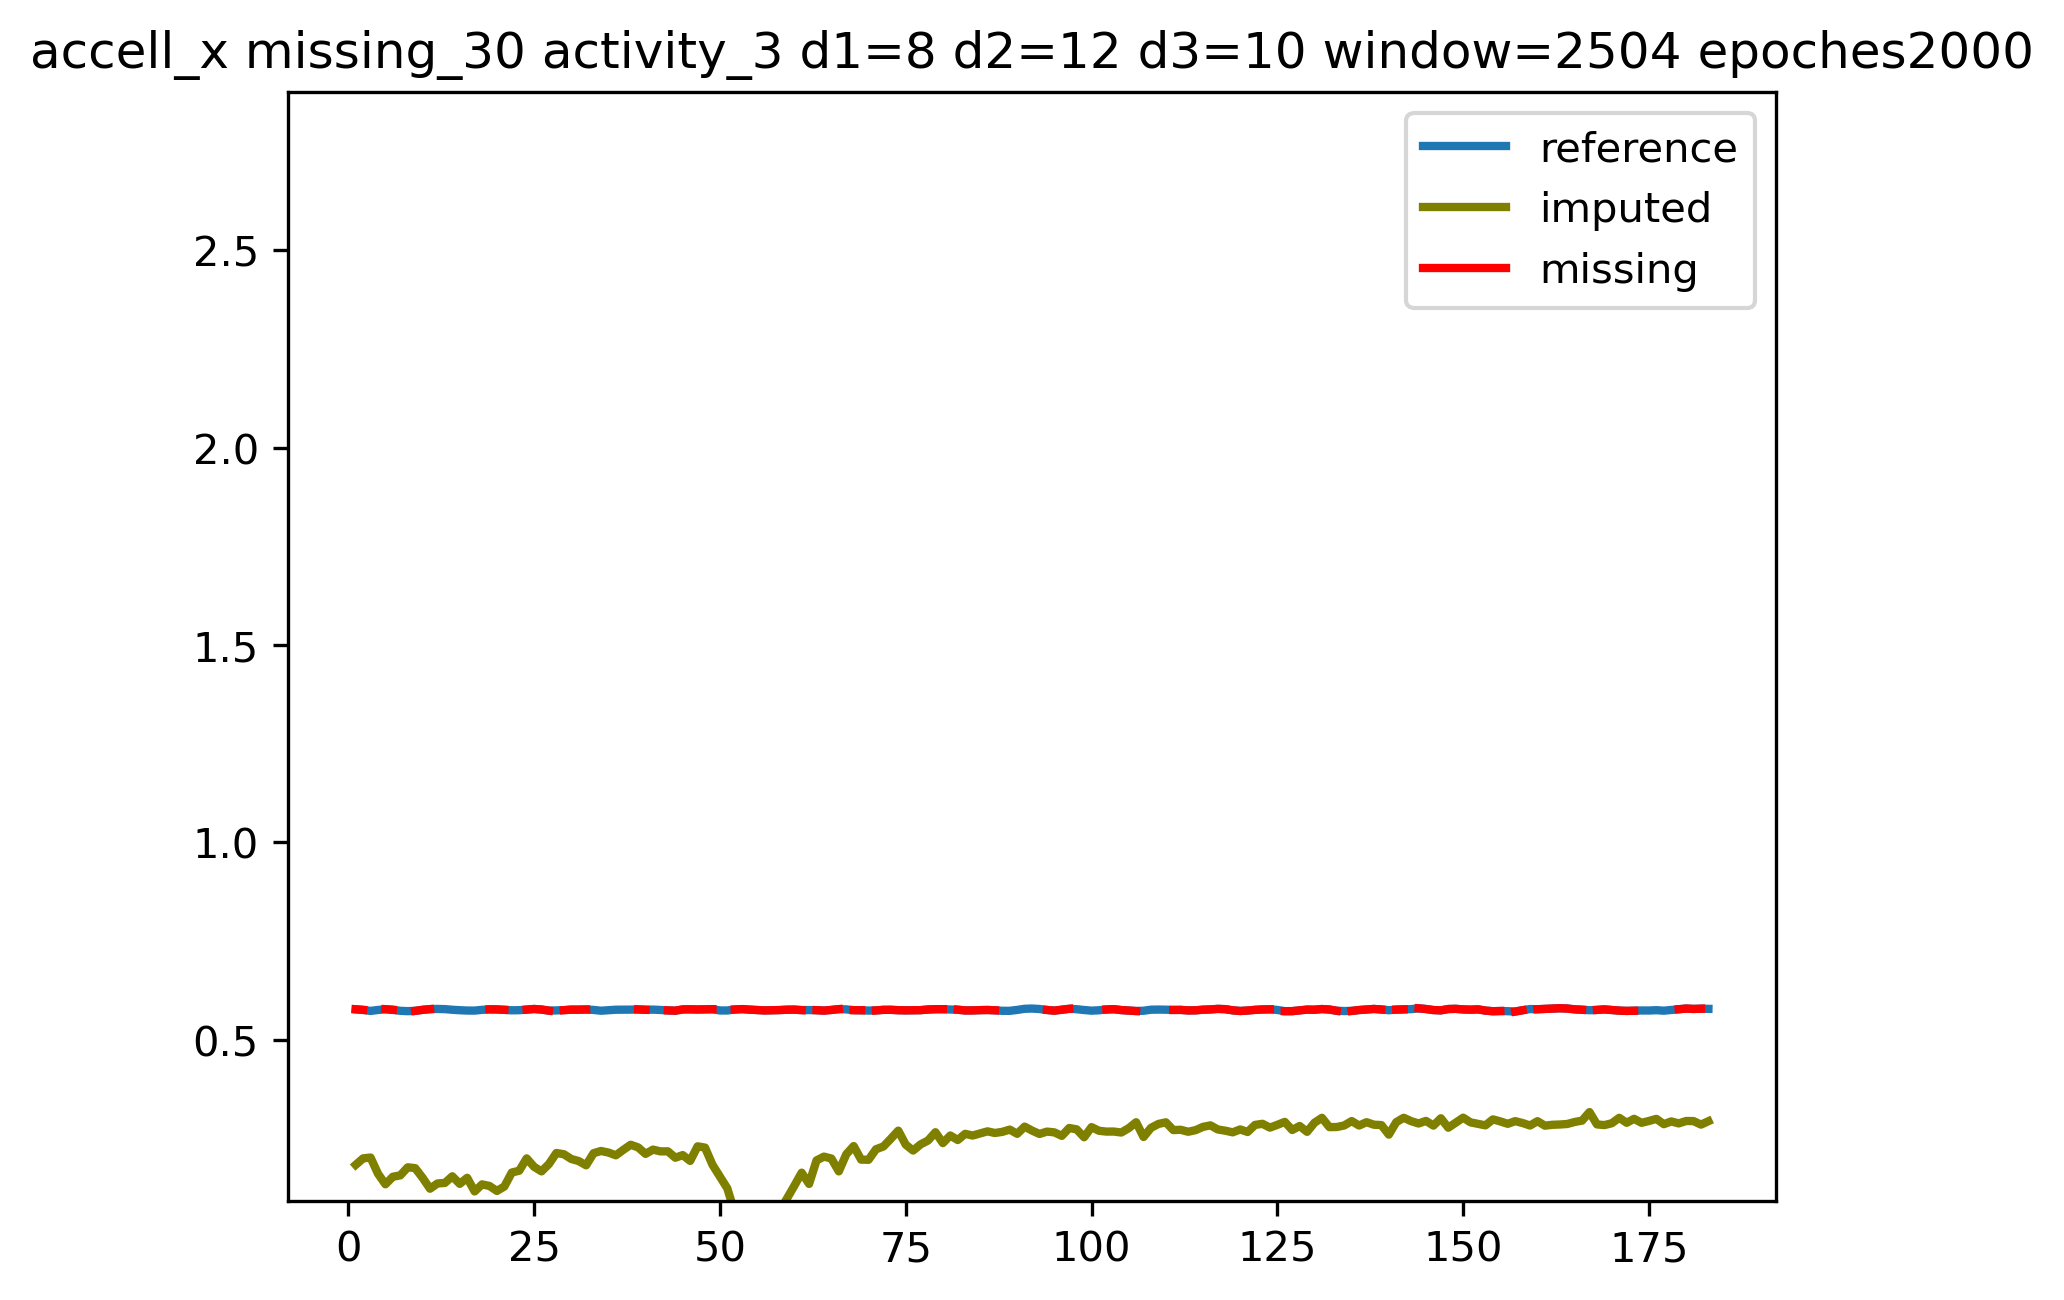 accell_x missing_30 activity_3 d1=8 d2=12 d3=10 window=2504 epoches2000
reference
imputed
missing
2.5
2.0
1.5
1.0
0.5
0 25 50 75 100 125 150 175